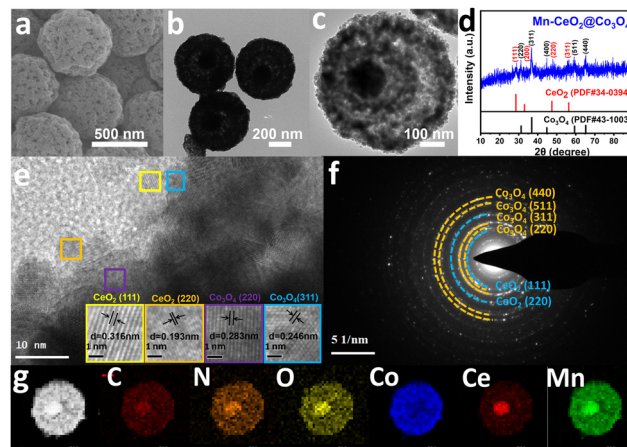 a
500 nm
b
200 nm
c
100 nm
d
Mn-CeO₂@Co₃O₄
Intensity (a.u.)
(111)
(220)
(200)
(311)
(400)
(220)
(311)
(511)
(440)
CeO₂ (PDF#34-0394)
Co₃O₄ (PDF#43-1003)
10 20 30 40 50 60 70 80 90
2θ (degree)
e
CeO₂ (111)
CeO₂ (220)
Co₃O₄ (220)
Co₃O₄(311)
d=0.316nm
d=0.193nm
d=0.283nm
d=0.246nm
1 nm
1 nm
1 nm
1 nm
10 nm
f
Co₃O₄ (440)
Co₃O₄ (511)
Co₃O₄ (311)
Co₃O₄ (220)
CeO₂ (111)
CeO₂ (220)
5 1/nm
g
C
N
O
Co
Ce
Mn